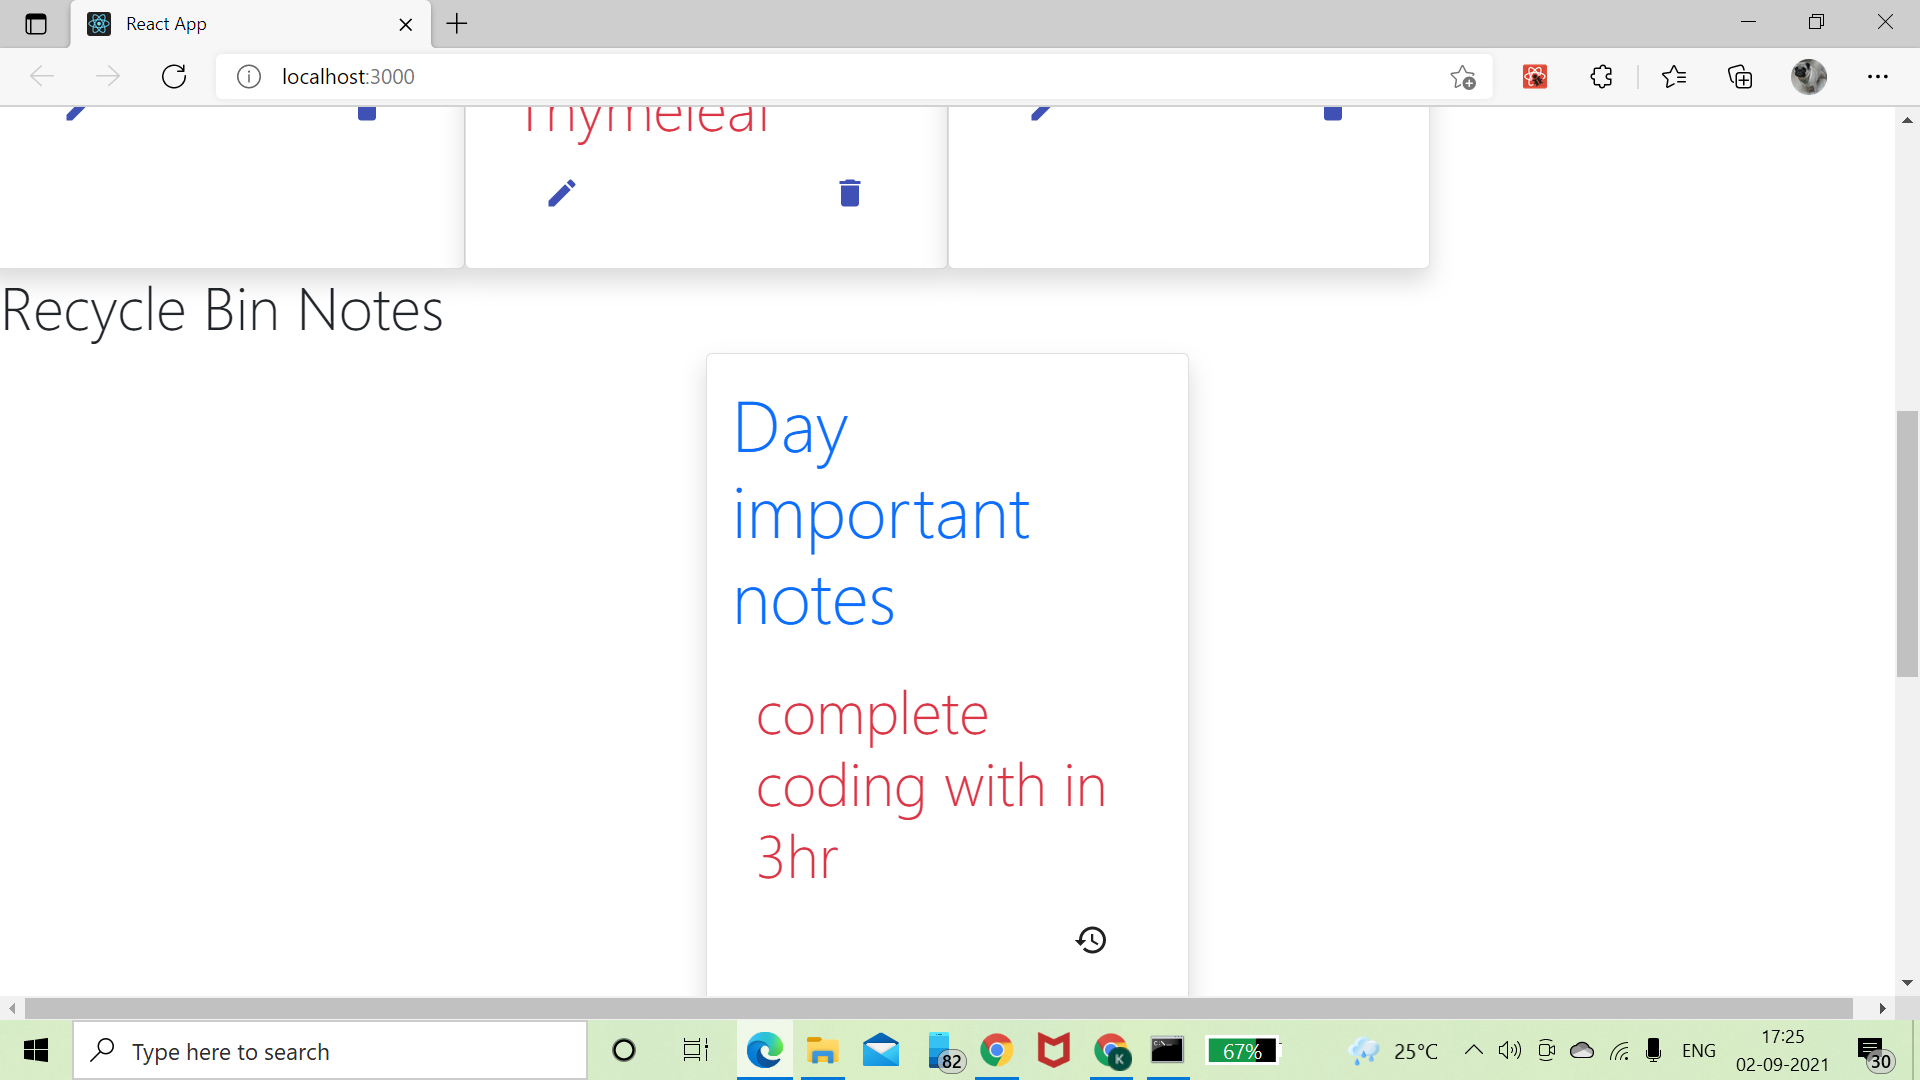 React App
localhost:3000
Thymeleaf
Recycle Bin Notes
Day
important
notes
complete
coding with in
3hr
Type here to search
82
K
67%
25°C
ENG
17:25
02-09-2021
30